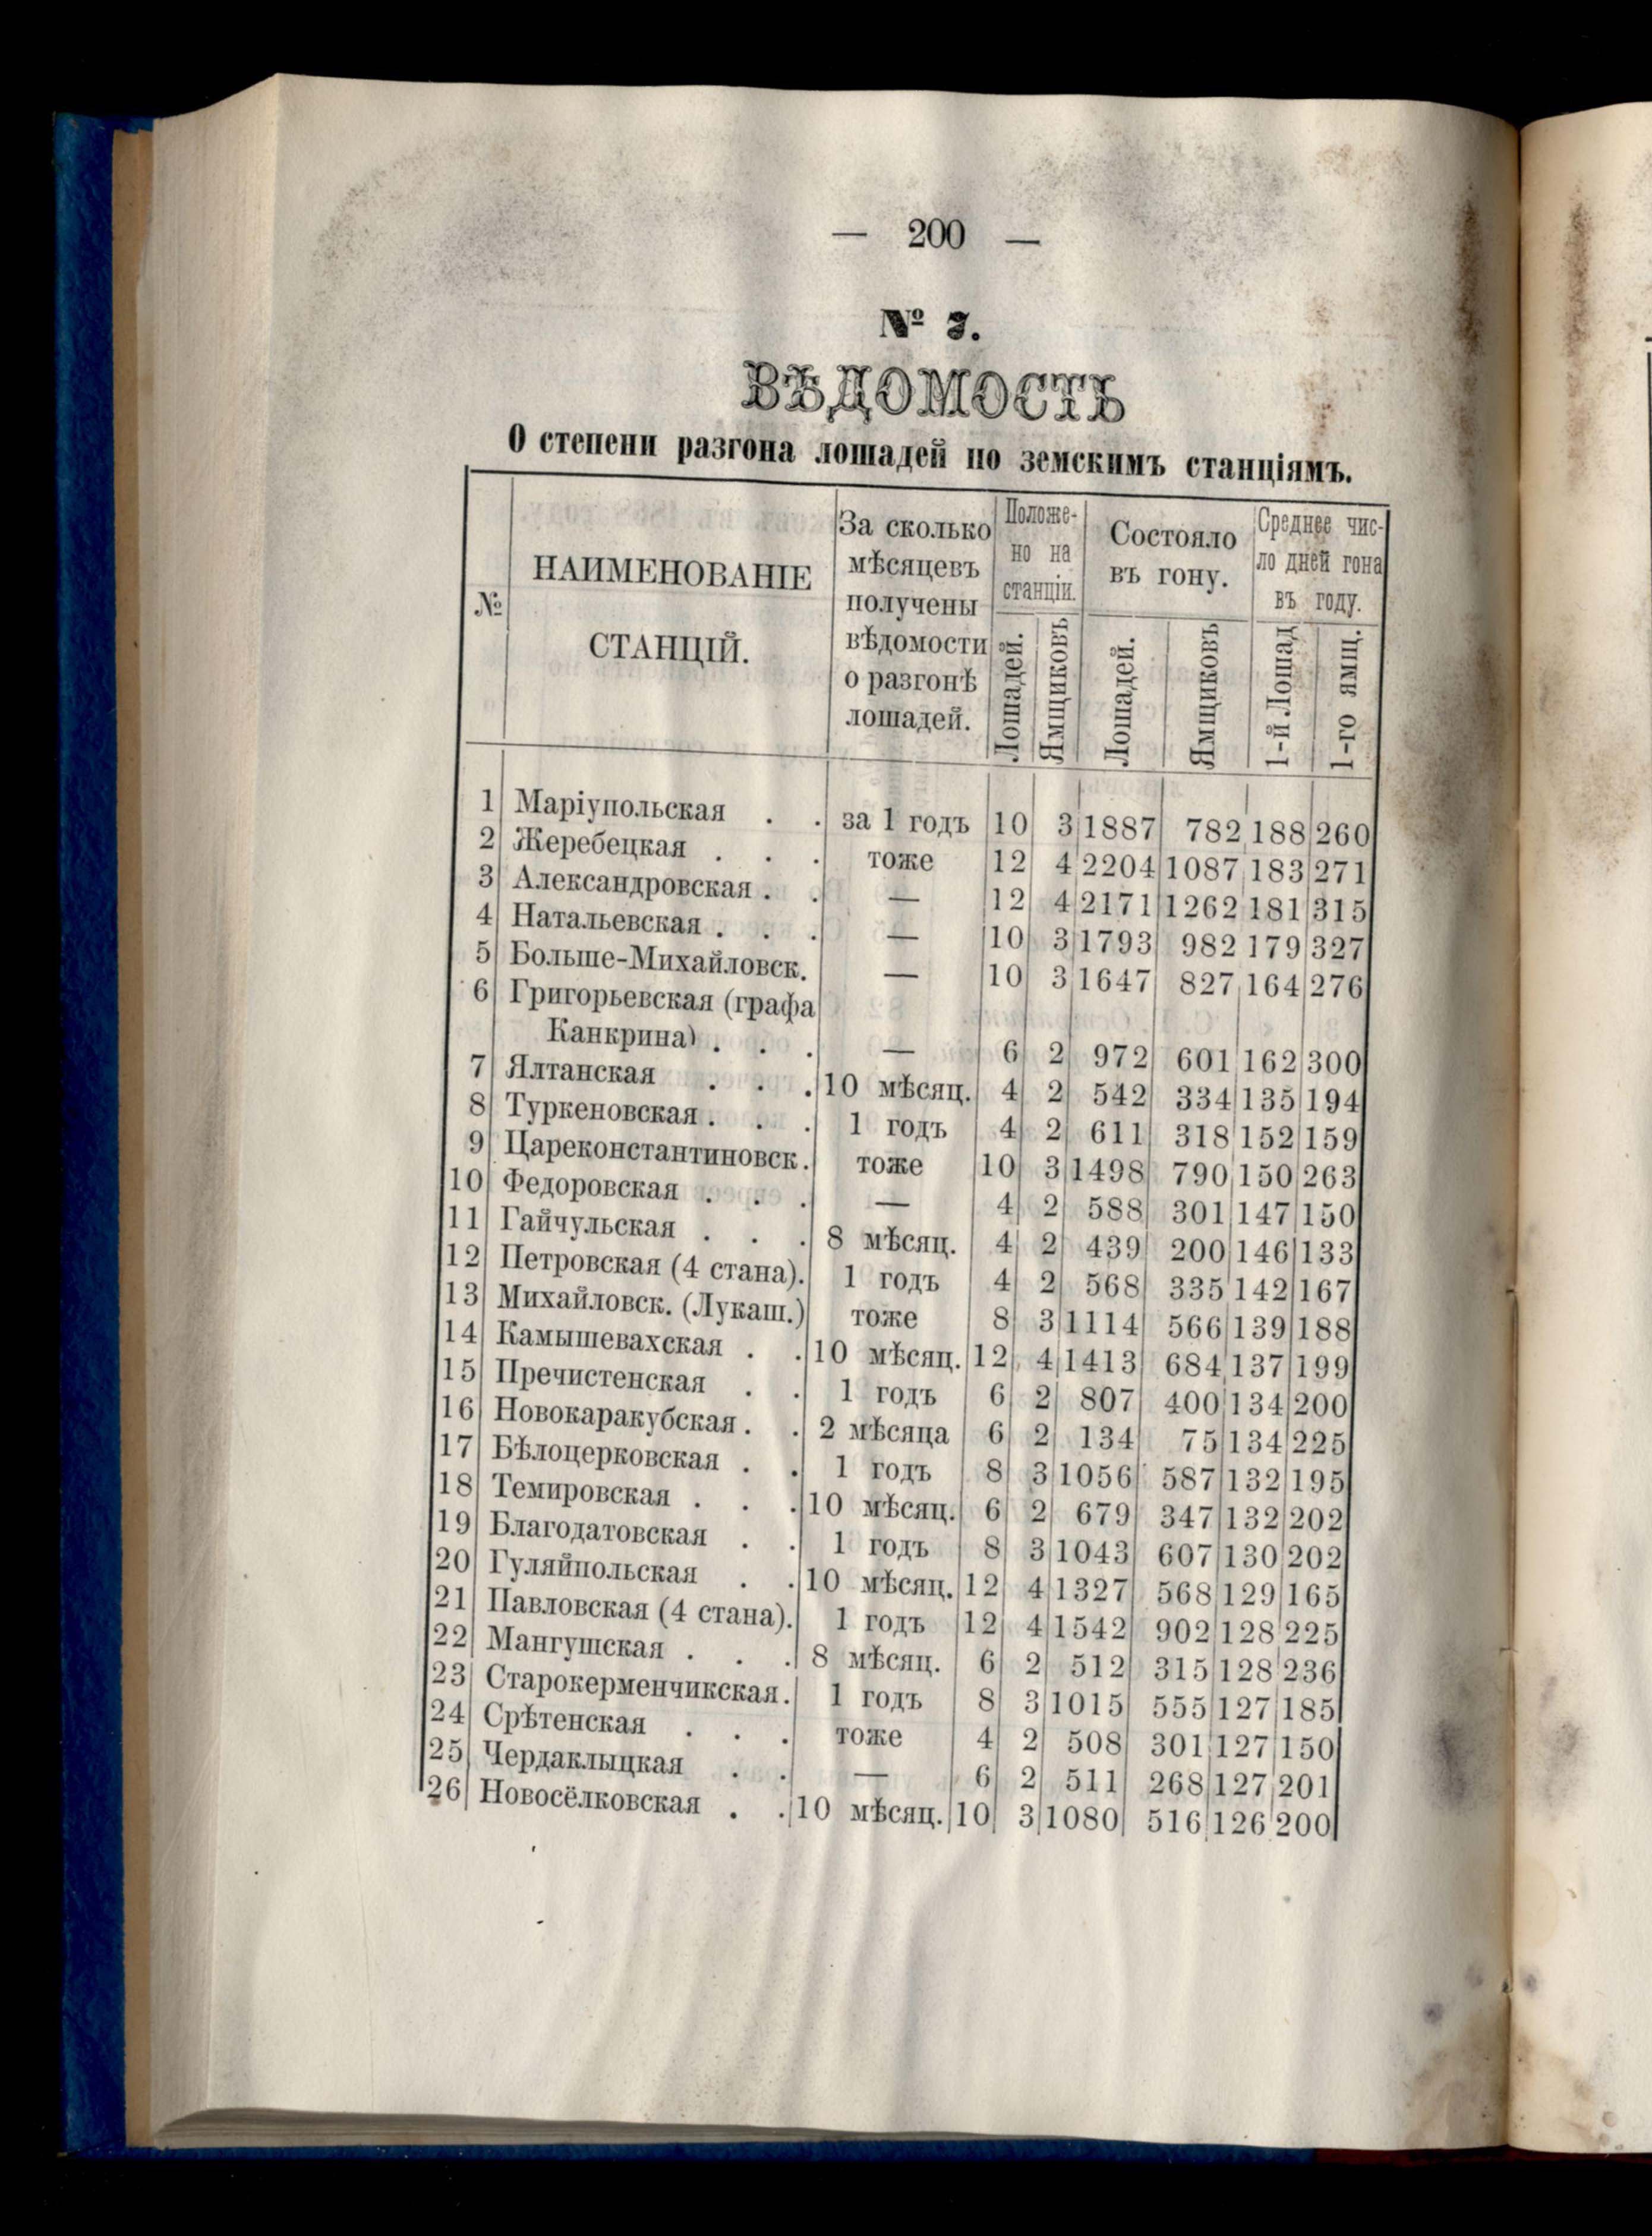 — 200 —
№ 3.
ВѢДОМОСТЬ
О степени разгона лошадей по земскимъ станціямъ.
№ НАИМЕНОВАНІЕ СТАНЦІЙ. За сколько мѣсяцевъ получены вѣдомости о разгонѣ лошадей. Положе-но на станціи. Состояло въ гону. Среднее чис-ло дней гона въ году.
Лошадей. Ямщиковъ Лошадей. Ямщиковъ 1-й Лошад 1-го ямщ.
1 Маріупольская . . за 1 годъ 10 3 1887 782 188 260
2 Жеребецкая . . . тоже 12 4 2204 1087 183 271
3 Александровская . . — 12 4 2171 1262 181 315
4 Натальевская . . . — 10 3 1793 982 179 327
5 Больше-Михайловск. — 10 3 1647 827 164 276
6 Григорьевская (графа
Канкрина) . . . — 6 2 972 601 162 300
7 Ялтанская . . . 10 мѣсяц. 4 2 542 334 135 194
8 Туркеновская . . . 1 годъ 4 2 611 318 152 159
9 Цареконстантиновск. тоже 10 3 1498 790 150 263
10 Федоровская . . . — 4 2 588 301 147 150
11 Гайчульская . . . 8 мѣсяц. 4 2 439 200 146 133
12 Петровская (4 стана). 1 годъ 4 2 568 335 142 167
13 Михайловск. (Лукаш.) тоже 8 3 1114 566 139 188
14 Камышевахская . . 10 мѣсяц. 12 4 1413 684 137 199
15 Пречистенская . . 1 годъ 6 2 807 400 134 200
16 Новокаракубская . . 2 мѣсяца 6 2 134 75 134 225
17 Бѣлоцерковская . . 1 годъ 8 3 1056 587 132 195
18 Темировская . . . 10 мѣсяц. 6 2 679 347 132 202
19 Благодатовская . . 1 годъ 8 3 1043 607 130 202
20 Гуляйпольская . . 10 мѣсяц. 12 4 1327 568 129 165
21 Павловская (4 стана). 1 годъ 12 4 1542 902 128 225
22 Мангушская . . . 8 мѣсяц. 6 2 512 315 128 236
23 Старокерменчикская. 1 годъ 8 3 1015 555 127 185
24 Срѣтенская . . . тоже 4 2 508 301 127 150
25 Чердаклыцкая . . — 6 2 511 268 127 201
26 Новосёлковская . . 10 мѣсяц. 10 3 1080 516 126 200